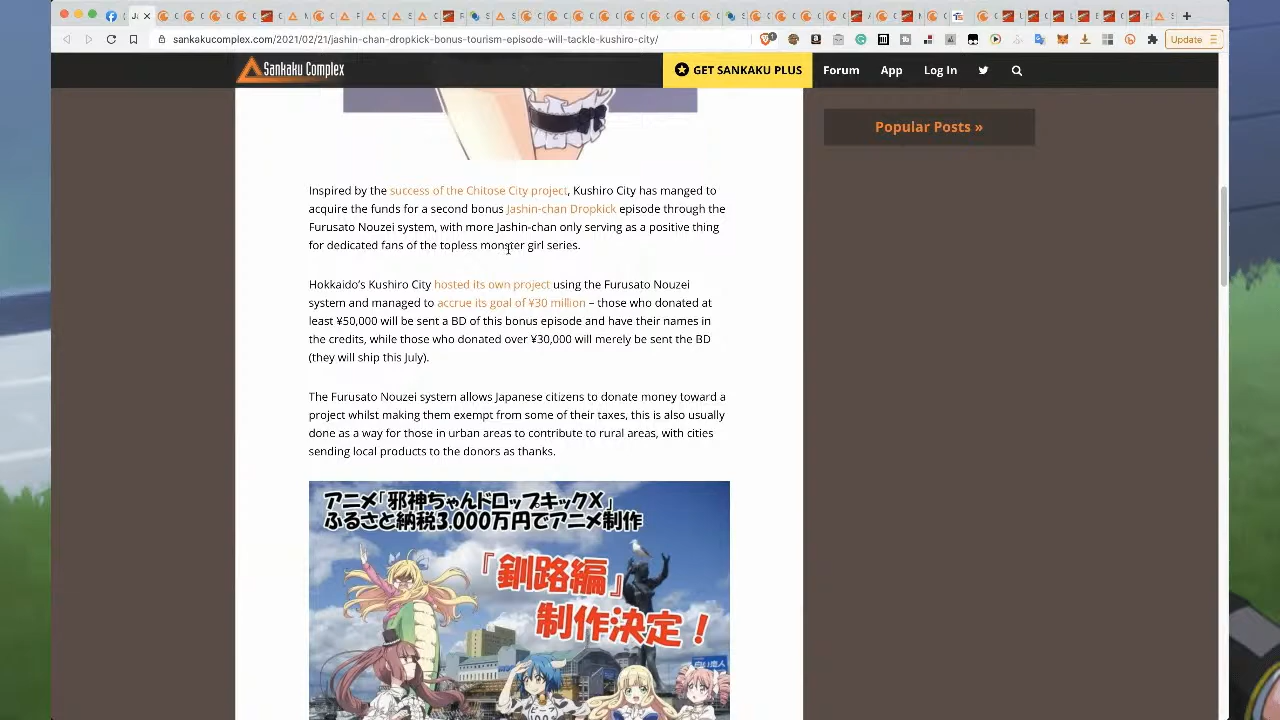 sankakucomplex.com/2021/02/21/jashin-chan-dropkick-bonus-tourism-episode-will-tackle-kushiro-city/
Update
Sankaku Complex
GET SANKAKU PLUS
Forum
App
Log In
Popular Posts »
Inspired by the success of the Chitose City project, Kushiro City has manged to
acquire the funds for a second bonus Jashin-chan Dropkick episode through the
Furusato Nouzei system, with more Jashin-chan only serving as a positive thing
for dedicated fans of the topless monster girl series.
Hokkaido’s Kushiro City hosted its own project using the Furusato Nouzei
system and managed to accrue its goal of ¥30 million – those who donated at
least ¥50,000 will be sent a BD of this bonus episode and have their names in
the credits, while those who donated over ¥30,000 will merely be sent the BD
(they will ship this July).
The Furusato Nouzei system allows Japanese citizens to donate money toward a
project whilst making them exempt from some of their taxes, this is also usually
done as a way for those in urban areas to contribute to rural areas, with cities
sending local products to the donors as thanks.
アニメ「邪神ちゃんドロップキックX」
ふるさと納税3,000万円でアニメ制作
『釧路編』
制作決定！